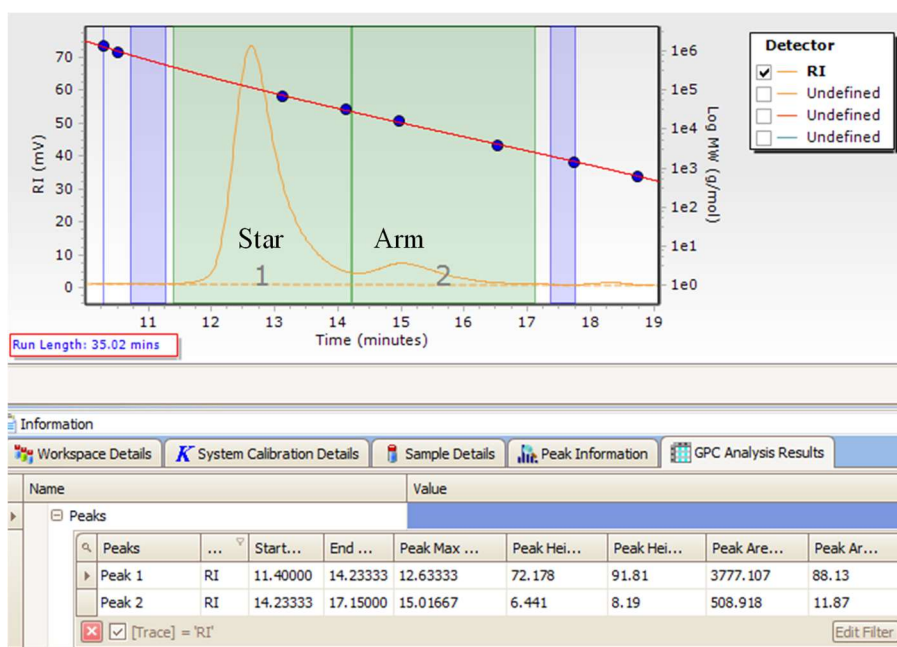 70
60
50
40
30
20
10
0
RI (mV)
1e6
1e5
1e4
1e3
1e2
1e1
1e0
Log MW (g/mol)
Star
Arm
1
2
11 12 13 14 15 16 17 18 19
Time (minutes)
Run Length: 35.02 mins
Detector
RI
Undefined
Undefined
Undefined
Information
Workspace Details K System Calibration Details Sample Details Peak Information GPC Analysis Results
Name Value
Peaks
Peaks ... Start... End ... Peak Max ... Peak Hei... Peak Hei... Peak Are... Peak Ar...
Peak 1 RI 11.40000 14.23333 12.63333 72.178 91.81 3777.107 88.13
Peak 2 RI 14.23333 17.15000 15.01667 6.441 8.19 508.918 11.87
[Trace] = 'RI' Edit Filter